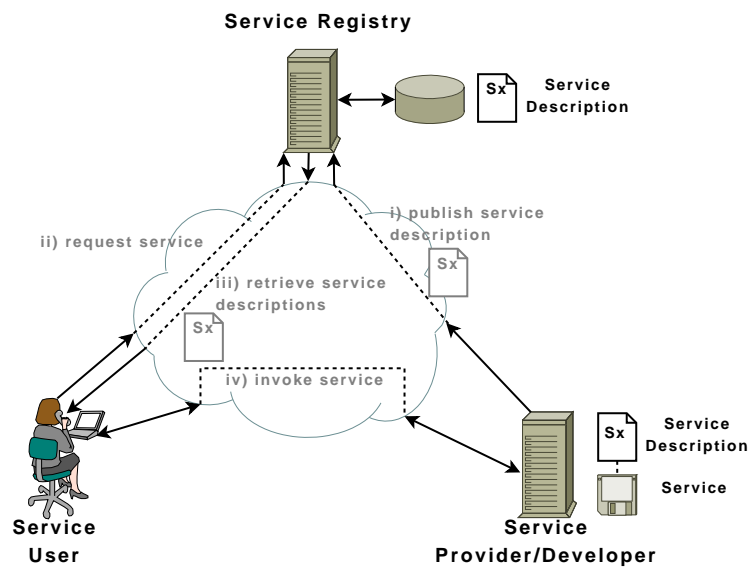 Service Registry
Sx
Service
Description
i) publish service
description
Sx
ii) request service
iii) retrieve service
descriptions
Sx
iv) invoke service
Sx
Service
Description
Service
Service
User
Service
Provider/Developer